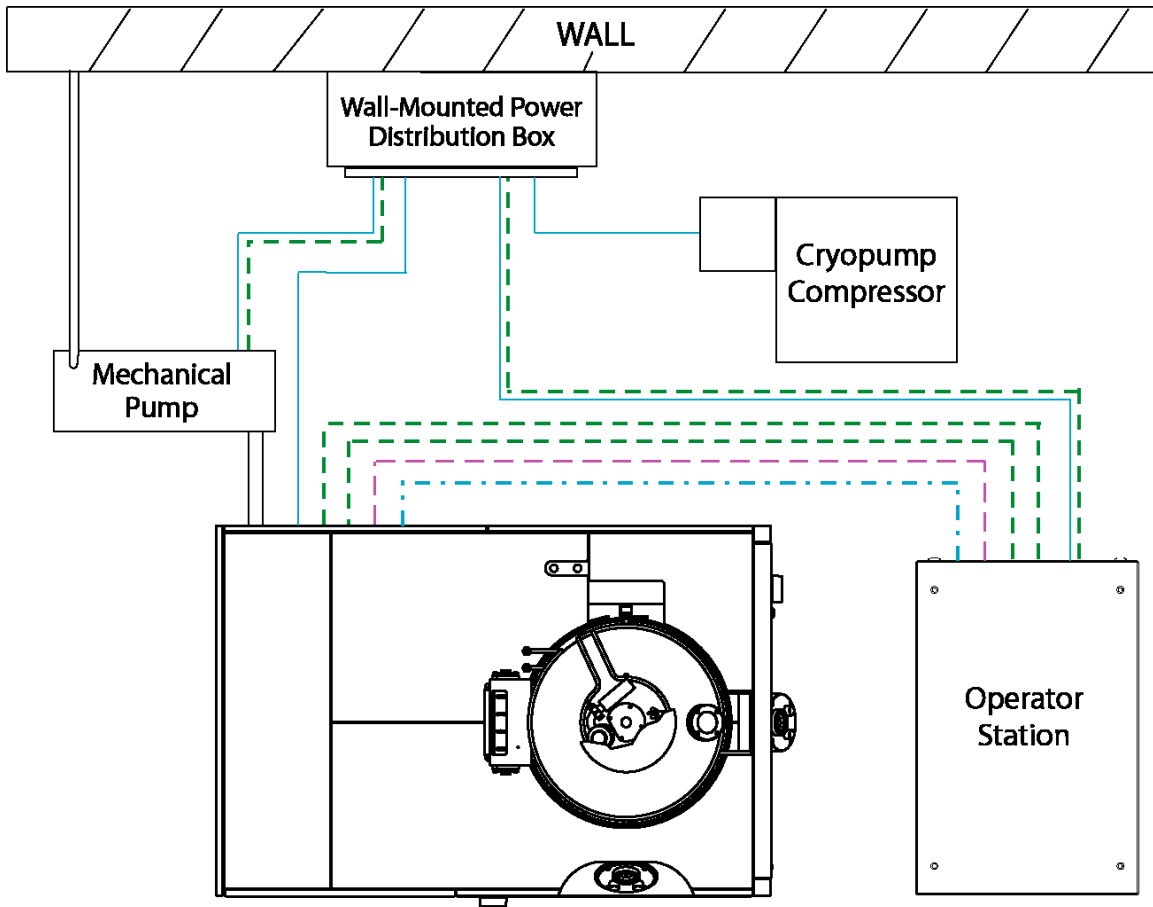 WALL
Wall-Mounted Power
Distribution Box
Cryopump
Compressor
Mechanical
Pump
Operator
Station